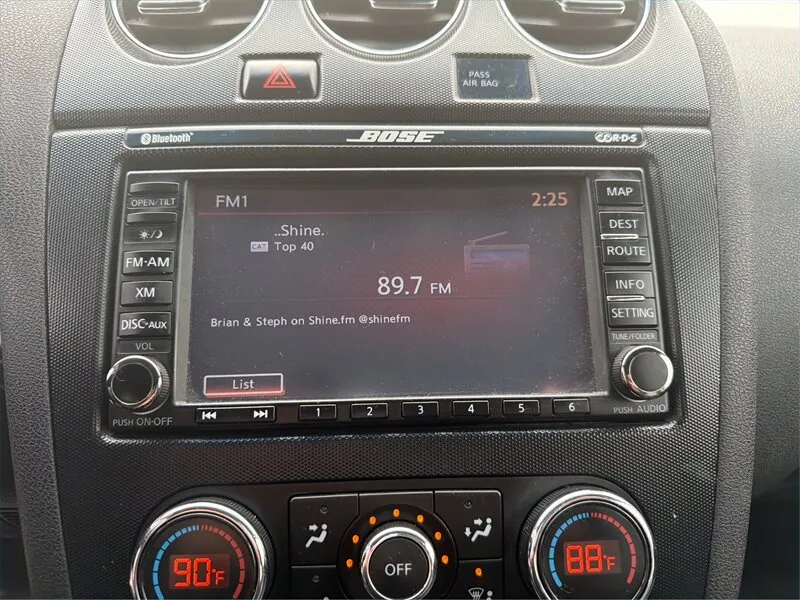 PASS
AIR BAG
Bluetooth
BOSE
R·D·S
OPEN/TILT
FM·AM
XM
DISC·AUX
VOL
PUSH ON·OFF
FM1
2:25
..Shine.
CAT Top 40
89.7 FM
Brian & Steph on Shine.fm @shinefm
List
1 2 3 4 5 6
MAP
DEST
ROUTE
INFO
SETTING
TUNE/FOLDER
PUSH AUDIO
90°F
OFF
88°F